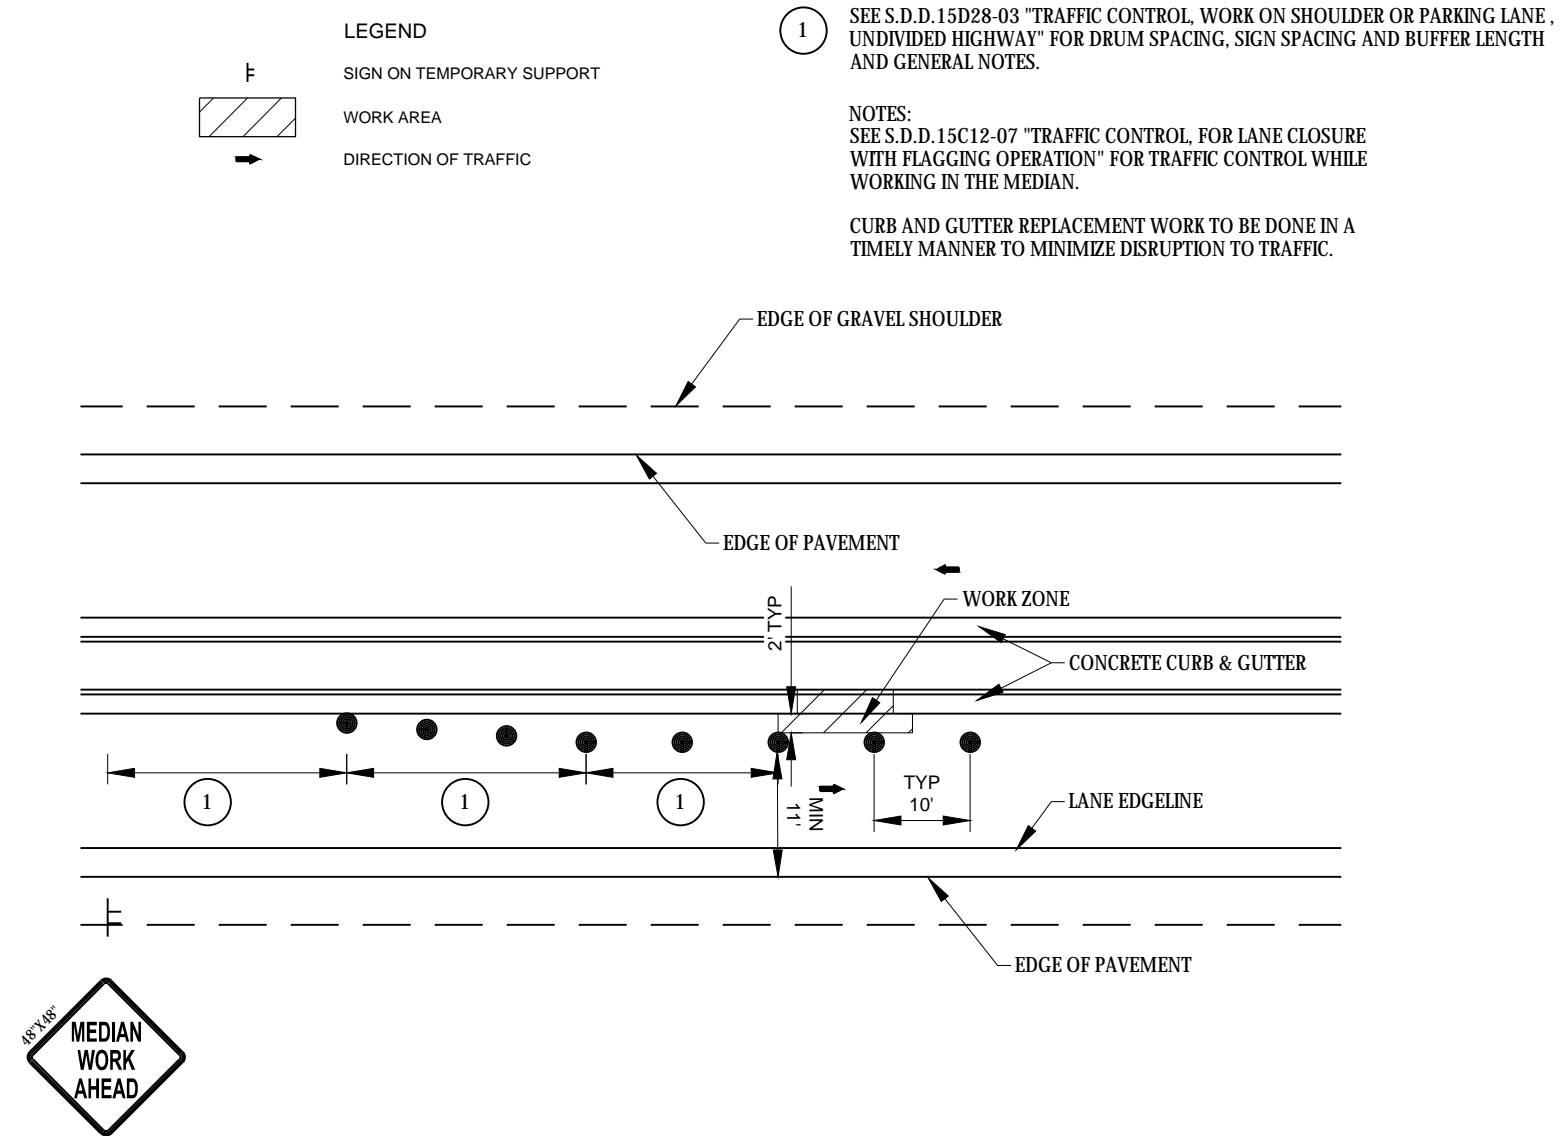 LEGEND
SIGN ON TEMPORARY SUPPORT
WORK AREA
DIRECTION OF TRAFFIC
1
SEE S.D.D.15D28-03 "TRAFFIC CONTROL, WORK ON SHOULDER OR PARKING LANE ,
UNDIVIDED HIGHWAY" FOR DRUM SPACING, SIGN SPACING AND BUFFER LENGTH
AND GENERAL NOTES.
NOTES:
SEE S.D.D.15C12-07 "TRAFFIC CONTROL, FOR LANE CLOSURE
WITH FLAGGING OPERATION" FOR TRAFFIC CONTROL WHILE
WORKING IN THE MEDIAN.
CURB AND GUTTER REPLACEMENT WORK TO BE DONE IN A
TIMELY MANNER TO MINIMIZE DISRUPTION TO TRAFFIC.
EDGE OF GRAVEL SHOULDER
EDGE OF PAVEMENT
WORK ZONE
2' TYP
CONCRETE CURB & GUTTER
1
1
1
MIN
11'
TYP
10'
LANE EDGELINE
EDGE OF PAVEMENT
48"X48"
MEDIAN
WORK
AHEAD